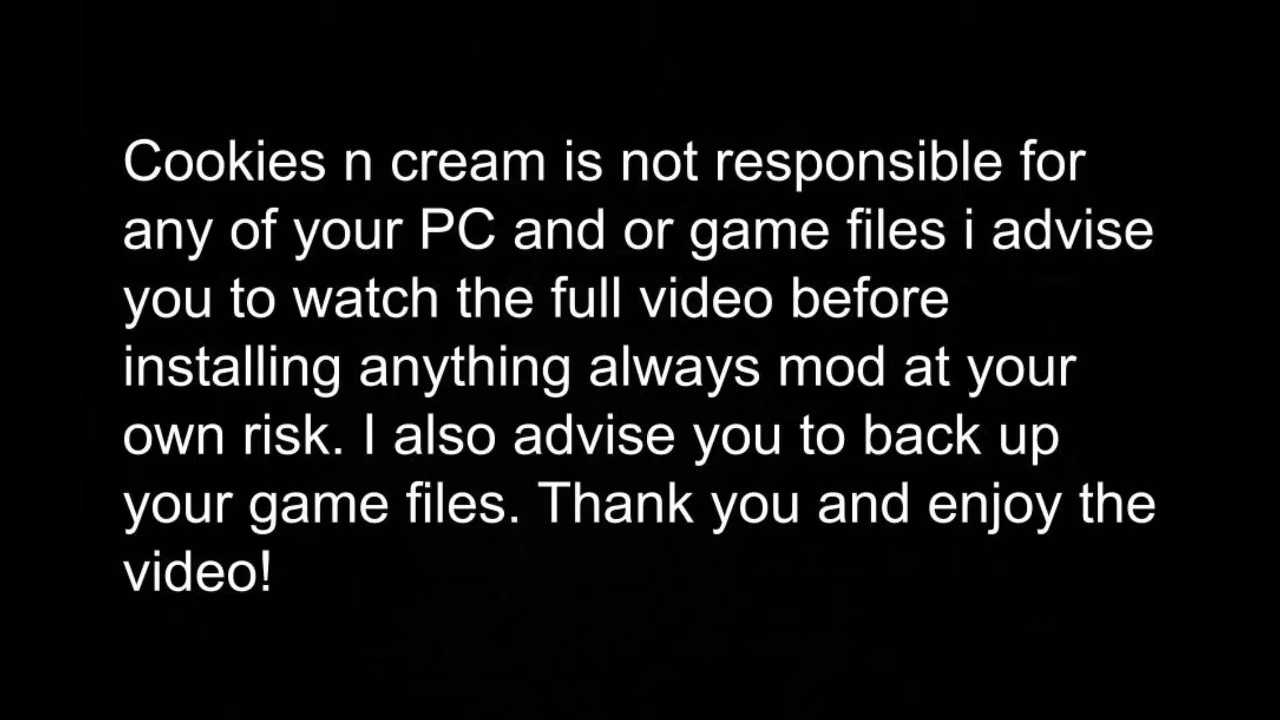 Cookies n cream is not responsible for
any of your PC and or game files i advise
you to watch the full video before
installing anything always mod at your
own risk. I also advise you to back up
your game files. Thank you and enjoy the
video!